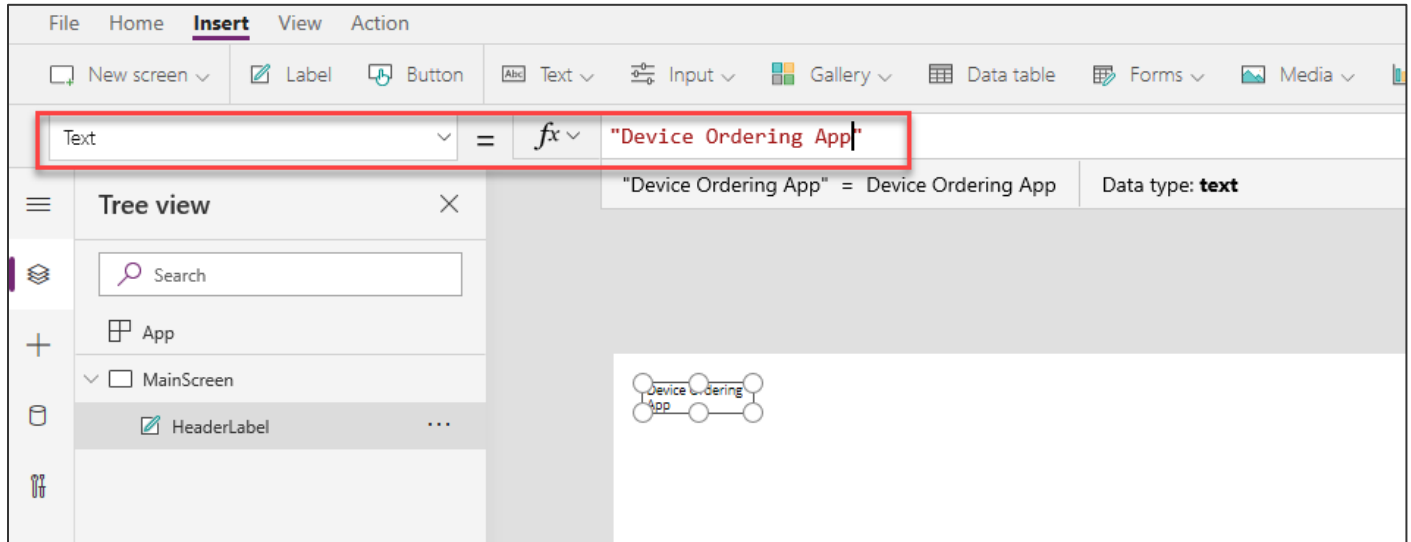 File Home Insert View Action
New screen Label Button Abc Text Input Gallery Data table Forms Media
Text = fx "Device Ordering App"
"Device Ordering App" = Device Ordering App Data type: text
Tree view
Search
App
MainScreen
HeaderLabel ...
Device Ordering
App